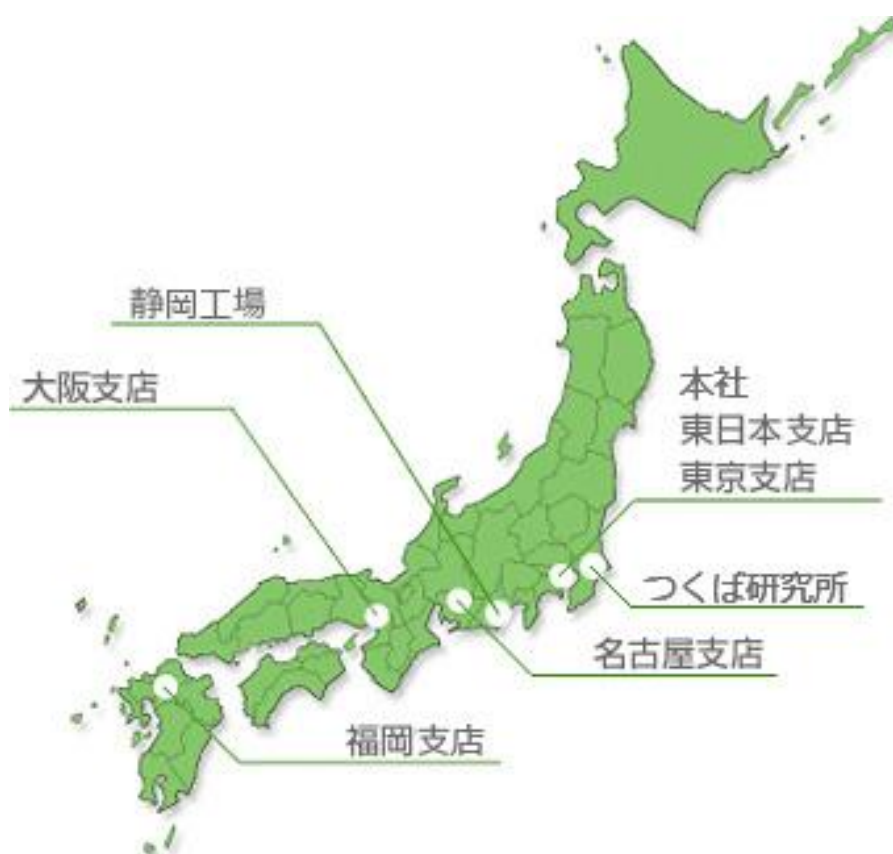 静岡工場
大阪支店
本社
東日本支店
東京支店
つくば研究所
名古屋支店
福岡支店